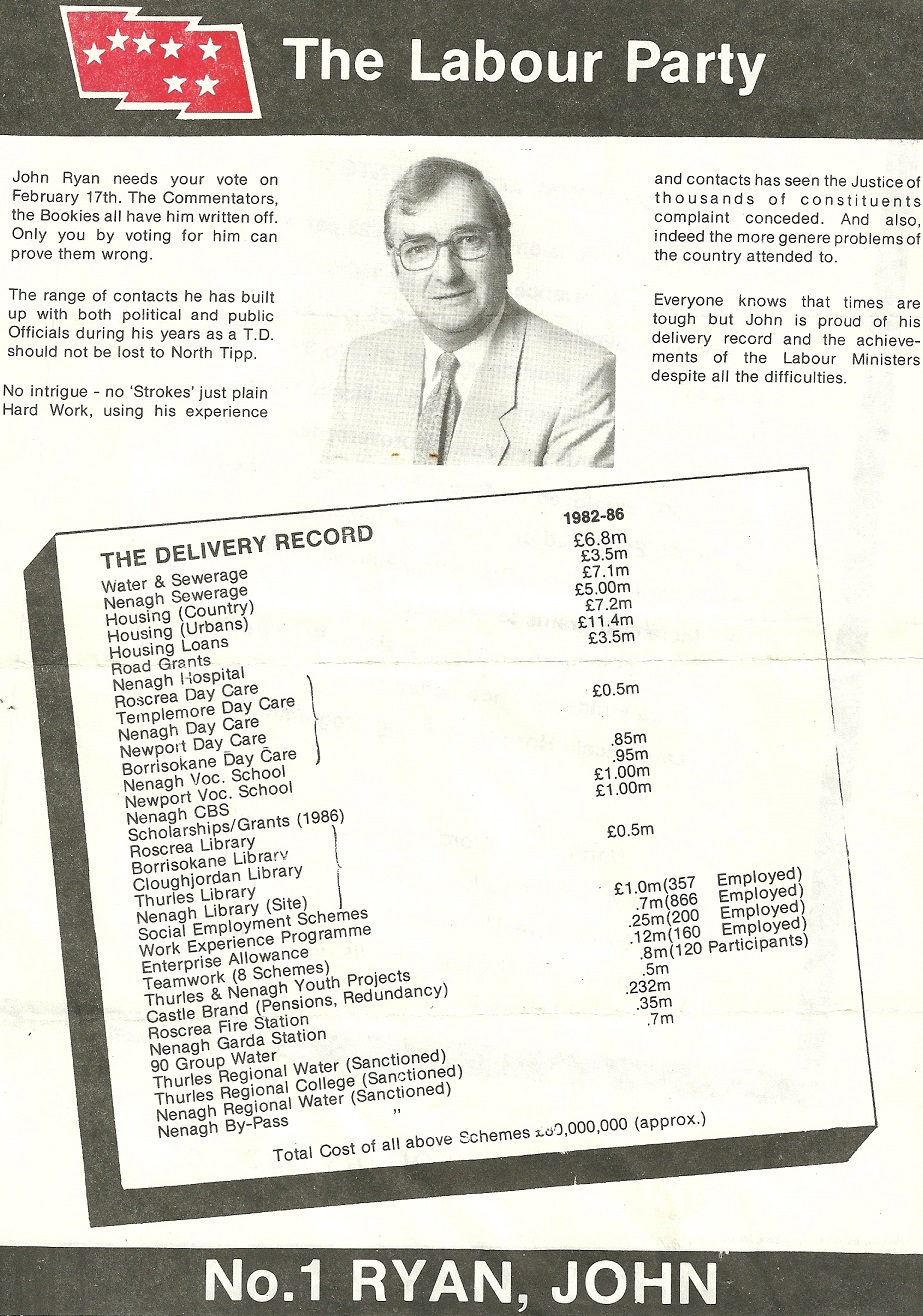 The Labour Party
John Ryan needs your vote on
February 17th. The Commentators,
the Bookies all have him written off.
Only you by voting for him can
prove them wrong.
The range of contacts he has built
up with both political and public
Officials during his years as a T.D.
should not be lost to North Tipp.
No intrigue - no 'Strokes' just plain
Hard Work, using his experience
and contacts has seen the Justice of
thousands of constituents
complaint conceded. And also,
indeed the more genere problems of
the country attended to.
Everyone knows that times are
tough but John is proud of his
delivery record and the achieve-
ments of the Labour Ministers
despite all the difficulties.
THE DELIVERY RECORD 1982-86
Water & Sewerage £6.8m
Nenagh Sewerage £3.5m
Housing (Country) £7.1m
Housing (Urbans) £5.00m
Housing Loans £7.2m
Road Grants £11.4m
Nenagh Hospital £3.5m
Roscrea Day Care
Templemore Day Care
Nenagh Day Care £0.5m
Newport Day Care
Borrisokane Day Care
Nenagh Voc. School .85m
Newport Voc. School .95m
Nenagh CBS £1.00m
Scholarships/Grants (1986) £1.00m
Roscrea Library
Borrisokane Library
Cloughjordan Library £0.5m
Thurles Library
Nenagh Library (Site)
Social Employment Schemes £1.0m(357 Employed)
Work Experience Programme .7m(866 Employed)
Enterprise Allowance .25m(200 Employed)
Teamwork (8 Schemes) .12m(160 Employed)
Thurles & Nenagh Youth Projects .8m(120 Participants)
Castle Brand (Pensions, Redundancy) .5m
Roscrea Fire Station .232m
Nenagh Garda Station .35m
90 Group Water .7m
Thurles Regional Water (Sanctioned)
Thurles Regional College (Sanctioned)
Nenagh Regional Water (Sanctioned)
Nenagh By-Pass ,,
Total Cost of all above Schemes (approx.)
No.1 RYAN, JOHN